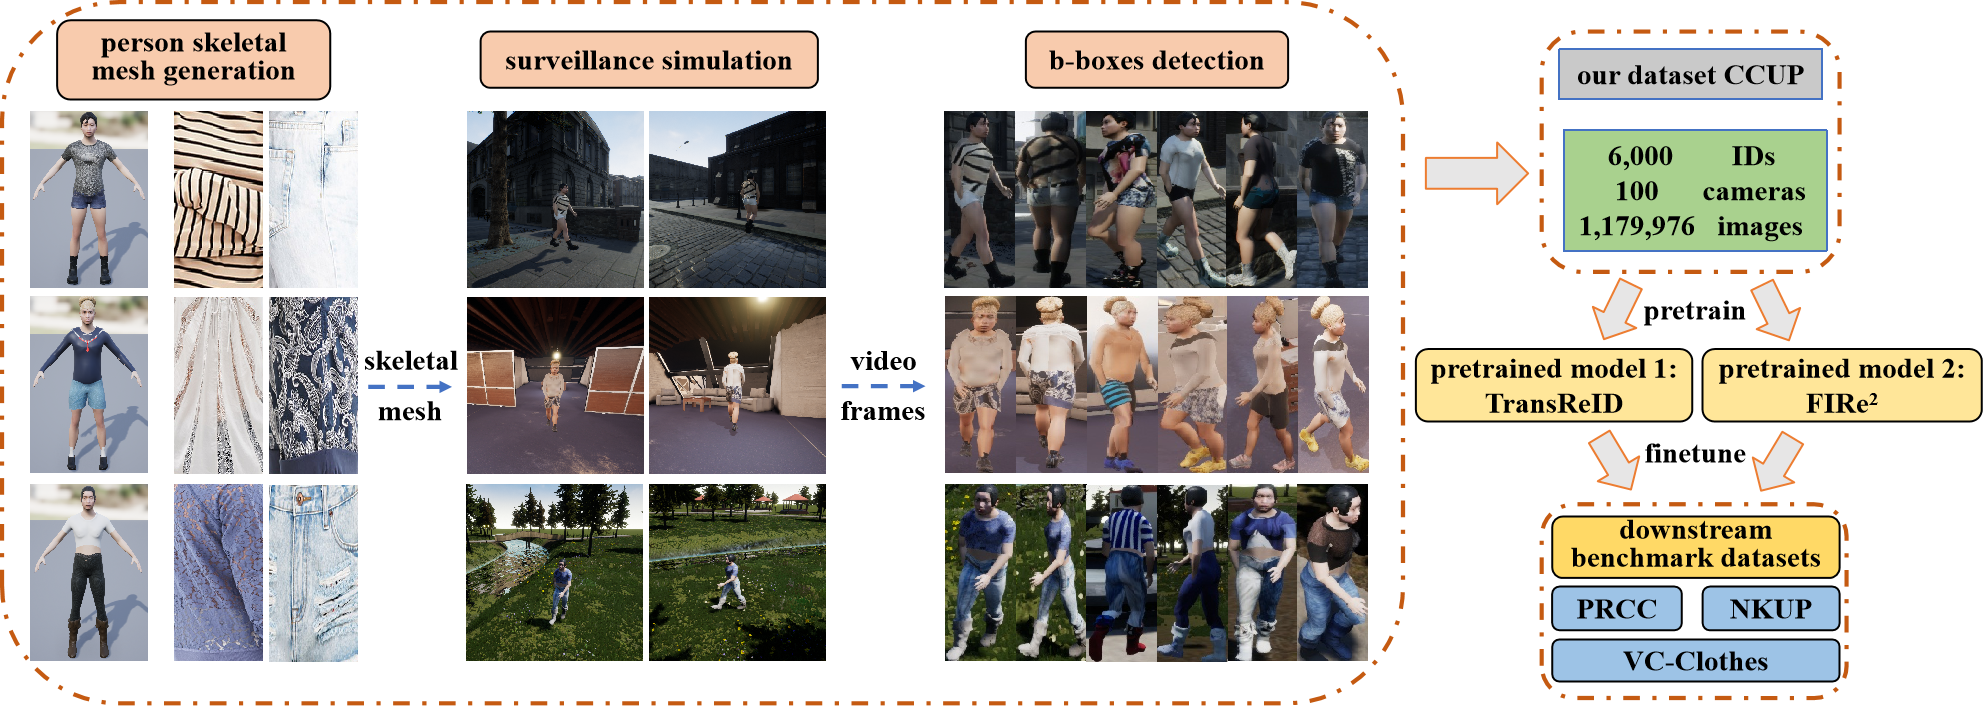 person skeletal
mesh generation
surveillance simulation
b-boxes detection
skeletal
mesh
video
frames
our dataset CCUP
6,000 IDs
100 cameras
1,179,976 images
pretrain
pretrained model 1:
TransReID
pretrained model 2:
FIRe²
finetune
downstream
benchmark datasets
PRCC
NKUP
VC-Clothes